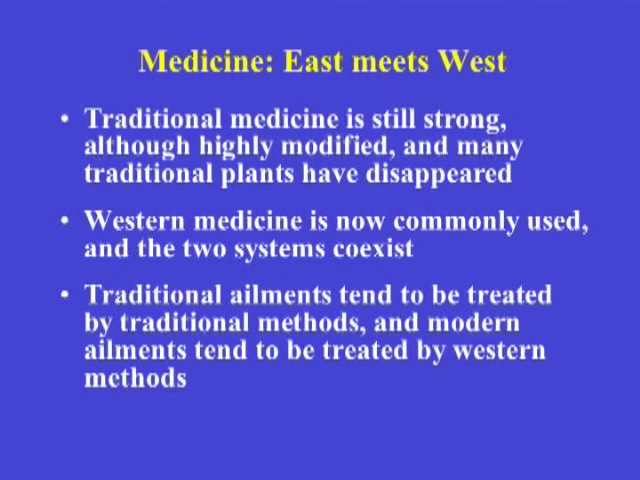 Medicine: East meets West
• Traditional medicine is still strong,
although highly modified, and many
traditional plants have disappeared
• Western medicine is now commonly used,
and the two systems coexist
• Traditional ailments tend to be treated
by traditional methods, and modern
ailments tend to be treated by western
methods